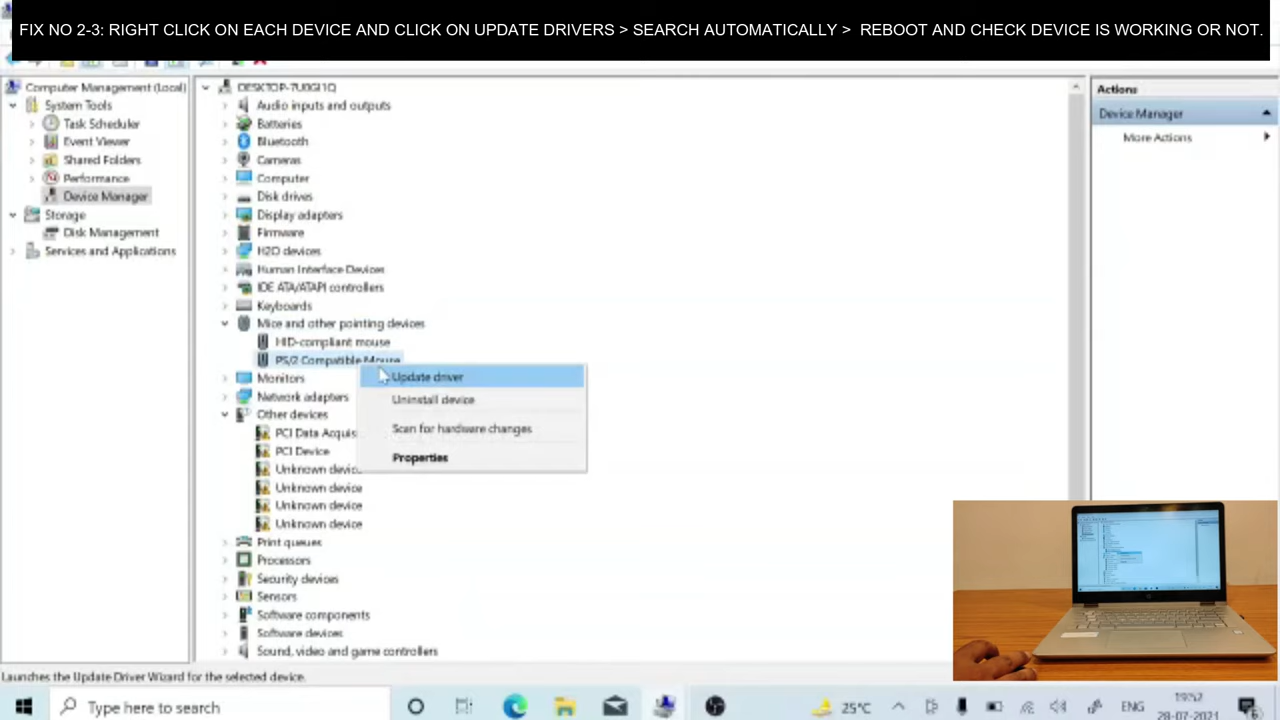 FIX NO 2-3: RIGHT CLICK ON EACH DEVICE AND CLICK ON UPDATE DRIVERS > SEARCH AUTOMATICALLY > REBOOT AND CHECK DEVICE IS WORKING OR NOT.
Computer Management (Local)
System Tools
Task Scheduler
Event Viewer
Shared Folders
Performance
Device Manager
Storage
Disk Management
Services and Applications
Audio inputs and outputs
Batteries
Bluetooth
Cameras
Computer
Disk drives
Display adapters
Firmware
H2O devices
Human Interface Devices
IDE ATA/ATAPI controllers
Keyboards
Mice and other pointing devices
HID-compliant mouse
PS/2 Compatible Mouse
Monitors
Network adapters
Other devices
PCI Data Acquis
PCI Device
Unknown device
Unknown device
Unknown device
Unknown device
Print queues
Processors
Security devices
Sensors
Software components
Software devices
Sound, video and game controllers
Update driver
Uninstall device
Scan for hardware changes
Properties
Actions
Device Manager
More Actions
Launches the Update Driver Wizard for the selected device.
Type here to search
25°C
ENG
19:52
28-07-2021